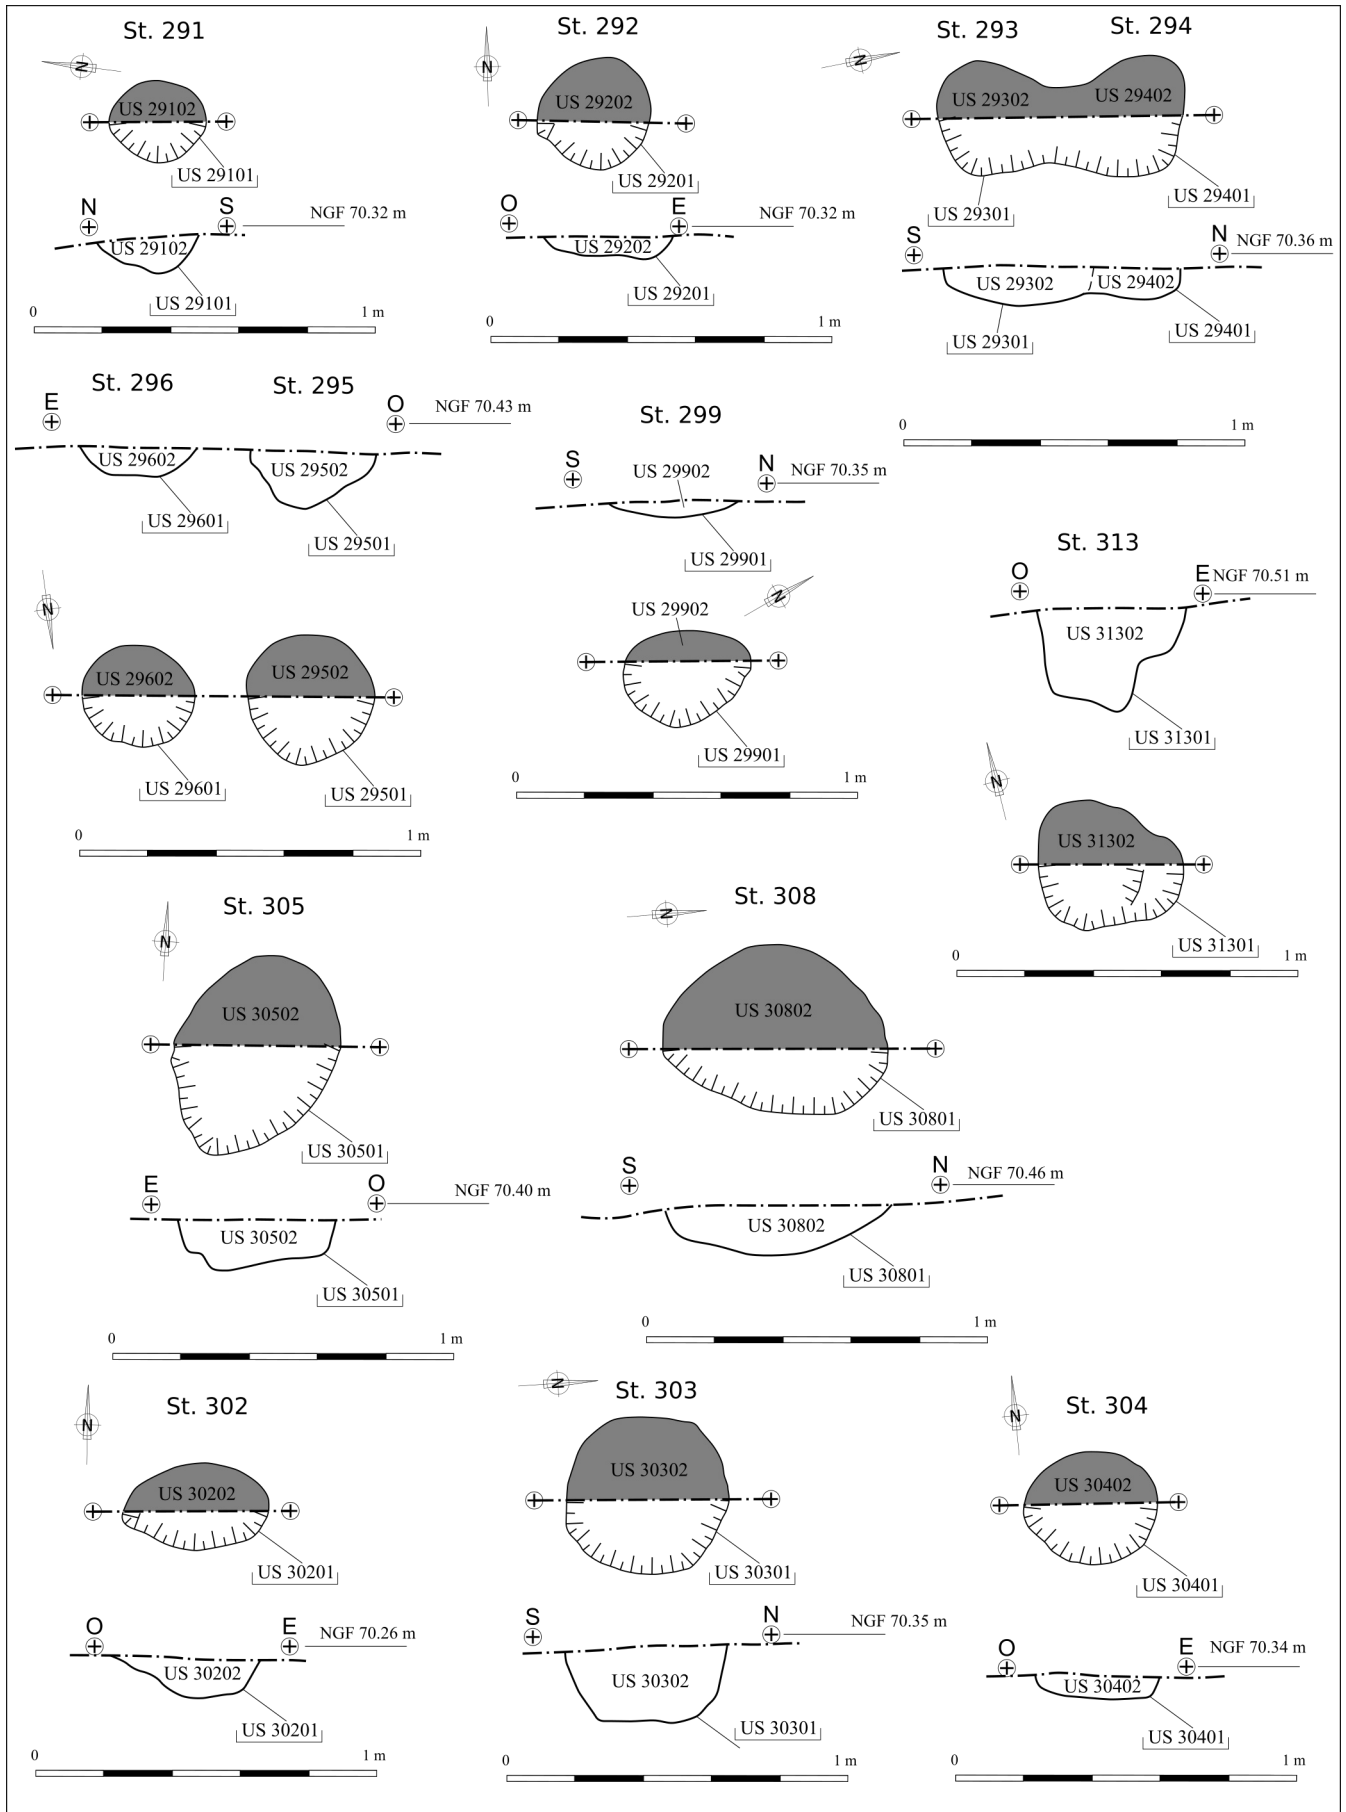 St. 291
N
US 29102
US 29101
N
S
NGF 70.32 m
US 29102
US 29101
0
1 m
St. 292
N
US 29202
US 29201
O
E
NGF 70.32 m
US 29202
US 29201
0
1 m
St. 293
St. 294
N
US 29302
US 29402
US 29401
US 29301
S
N
NGF 70.36 m
US 29302
US 29402
US 29401
US 29301
0
1 m
St. 296
St. 295
E
O
NGF 70.43 m
US 29602
US 29502
US 29601
US 29501
N
US 29602
US 29502
US 29601
US 29501
0
1 m
St. 299
S
US 29902
N
NGF 70.35 m
US 29901
N
US 29902
US 29901
0
1 m
St. 313
O
E
NGF 70.51 m
US 31302
US 31301
N
US 31302
US 31301
0
1 m
St. 305
N
US 30502
US 30501
E
O
NGF 70.40 m
US 30502
US 30501
0
1 m
St. 308
N
US 30802
US 30801
S
N
NGF 70.46 m
US 30802
US 30801
0
1 m
St. 302
N
US 30202
US 30201
O
E
NGF 70.26 m
US 30202
US 30201
0
1 m
St. 303
N
US 30302
US 30301
S
N
NGF 70.35 m
US 30302
US 30301
0
1 m
St. 304
N
US 30402
US 30401
O
E
NGF 70.34 m
US 30402
US 30401
0
1 m